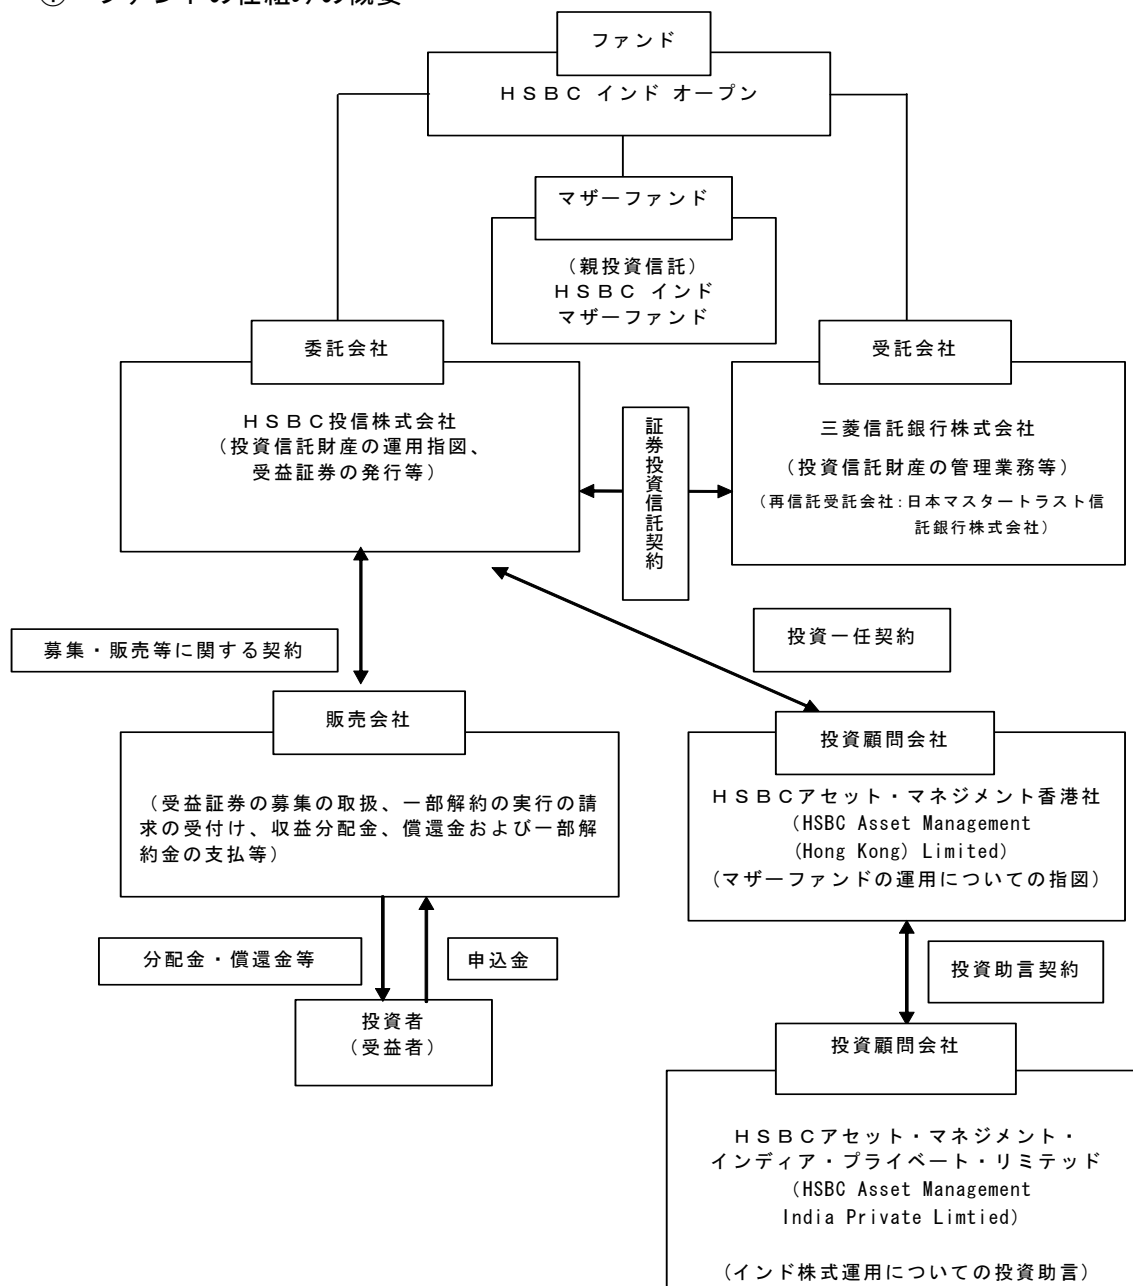 ファンドの仕組みの概要
ファンド
HSBC インド オープン
マザーファンド
(親投資信託)
HSBC インド
マザーファンド
委託会社
HSBC投信株式会社
(投資信託財産の運用指図、
受益証券の発行等)
証券投資信託契約
受託会社
三菱信託銀行株式会社
(投資信託財産の管理業務等)
(再信託受託会社:日本マスタートラスト信
託銀行株式会社)
募集・販売等に関する契約
投資一任契約
販売会社
(受益証券の募集の取扱、一部解約の実行の請
求の受付け、収益分配金、償還金および一部解
約金の支払等)
投資顧問会社
HSBCアセット・マネジメント香港社
(HSBC Asset Management
(Hong Kong) Limited)
(マザーファンドの運用についての指図)
分配金・償還金等
申込金
投資助言契約
投資者
(受益者)
投資顧問会社
HSBCアセット・マネジメント・
インディア・プライベート・リミテッド
(HSBC Asset Management
India Private Limtied)
(インド株式運用についての投資助言)